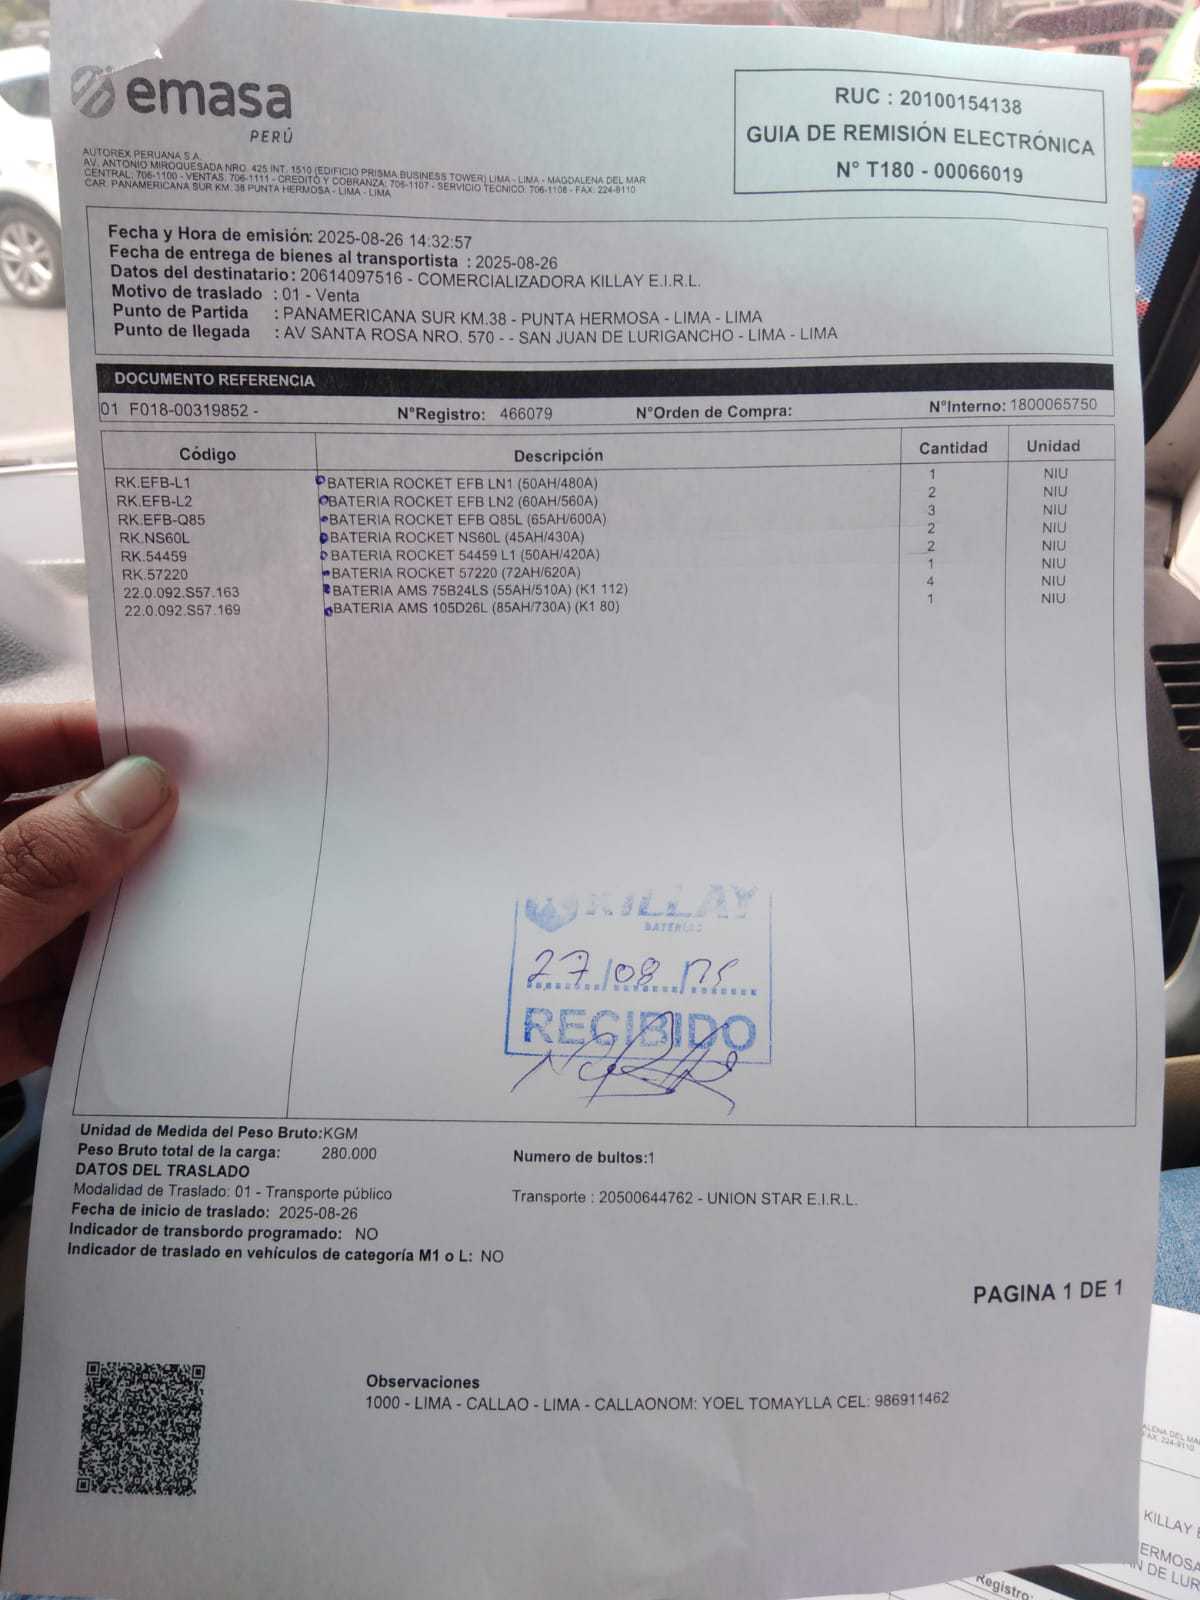 emasa
PERÚ
AUTOREX PERUANA S.A.
AV. ANTONIO MIROQUESADA NRO. 425 INT. 1510 (EDIFICIO PRISMA BUSINESS TOWER) LIMA - LIMA - MAGDALENA DEL MAR
CENTRAL: 706-1100 - VENTAS: 706-1111 - CREDITO Y COBRANZA: 706-1107 - SERVICIO TECNICO: 706-1108 - FAX: 224-9110
CAR. PANAMERICANA SUR KM. 38 PUNTA HERMOSA - LIMA - LIMA
RUC : 20100154138
GUIA DE REMISIÓN ELECTRÓNICA
N° T180 - 00066019
Fecha y Hora de emisión: 2025-08-26 14:32:57
Fecha de entrega de bienes al transportista : 2025-08-26
Datos del destinatario : 20614097516 - COMERCIALIZADORA KILLAY E.I.R.L.
Motivo de traslado : 01 - Venta
Punto de Partida : PANAMERICANA SUR KM.38 - PUNTA HERMOSA - LIMA - LIMA
Punto de llegada : AV SANTA ROSA NRO. 570 - - SAN JUAN DE LURIGANCHO - LIMA - LIMA
DOCUMENTO REFERENCIA
01 F018-00319852 - N°Registro: 466079 N°Orden de Compra: N°Interno: 1800065750
Código Descripción Cantidad Unidad
RK.EFB-L1 BATERIA ROCKET EFB LN1 (50AH/480A) 1 NIU
RK.EFB-L2 BATERIA ROCKET EFB LN2 (60AH/560A) 2 NIU
RK.EFB-Q85 BATERIA ROCKET EFB Q85L (65AH/600A) 3 NIU
RK.NS60L BATERIA ROCKET NS60L (45AH/430A) 2 NIU
RK.54459 BATERIA ROCKET 54459 L1 (50AH/420A) 2 NIU
RK.57220 BATERIA ROCKET 57220 (72AH/620A) 1 NIU
22.0.092.S57.163 BATERIA AMS 75B24LS (55AH/510A) (K1 112) 4 NIU
22.0.092.S57.169 BATERIA AMS 105D26L (85AH/730A) (K1 80) 1 NIU
KILLAY
BATERÍAS
27/08/
RECIBIDO
Unidad de Medida del Peso Bruto:KGM
Peso Bruto total de la carga: 280.000
Numero de bultos:1
DATOS DEL TRASLADO
Modalidad de Traslado: 01 - Transporte público
Transporte : 20500644762 - UNION STAR E.I.R.L.
Fecha de inicio de traslado: 2025-08-26
Indicador de transbordo programado: NO
Indicador de traslado en vehículos de categoría M1 o L: NO
PAGINA 1 DE 1
Observaciones
1000 - LIMA - CALLAO - LIMA - CALLAONOM: YOEL TOMAYLLA CEL: 986911462
FAX: 224-9110
KILLAY
Registro: